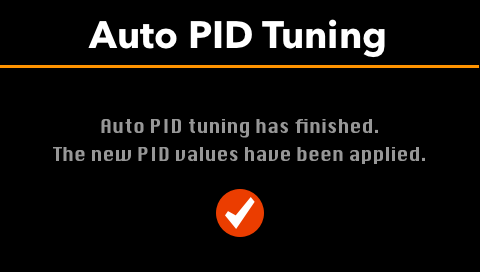 Auto PID Tuning
Auto PID tuning has finished.
The new PID values have been applied.